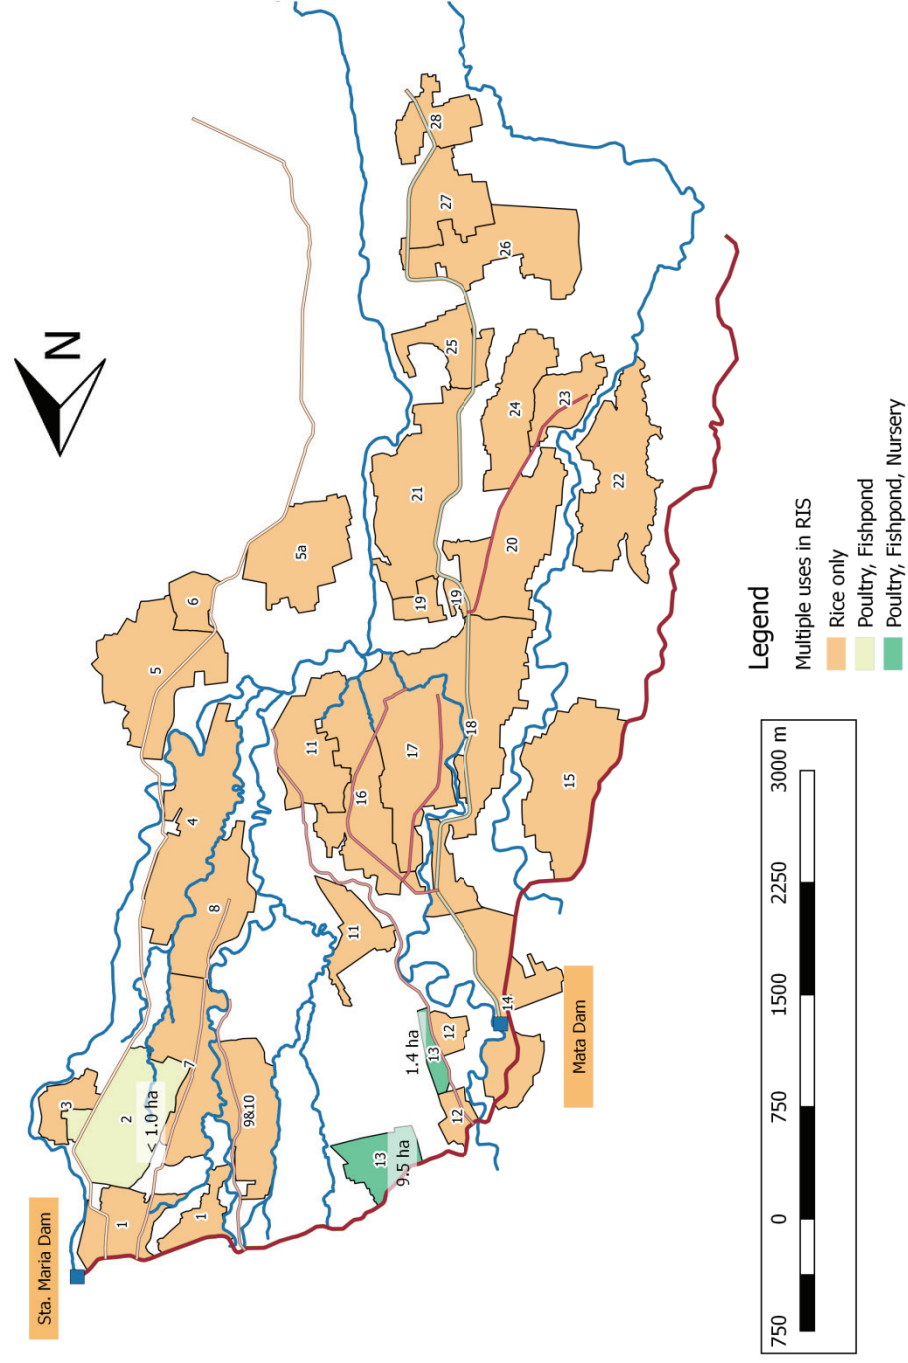 Sta. Maria Dam
N
3
1
2
< 1.0 ha
5
7
4
6
1
8
9&10
5a
11
11
16
13
9.5 ha
1.4 ha
17
21
19
13
28
27
12
25
12
19
18
26
14
20
24
23
15
Mata Dam
22
750 0 750 1500 2250 3000 m
Legend
Multiple uses in RIS
Rice only
Poultry, Fishpond
Poultry, Fishpond, Nursery